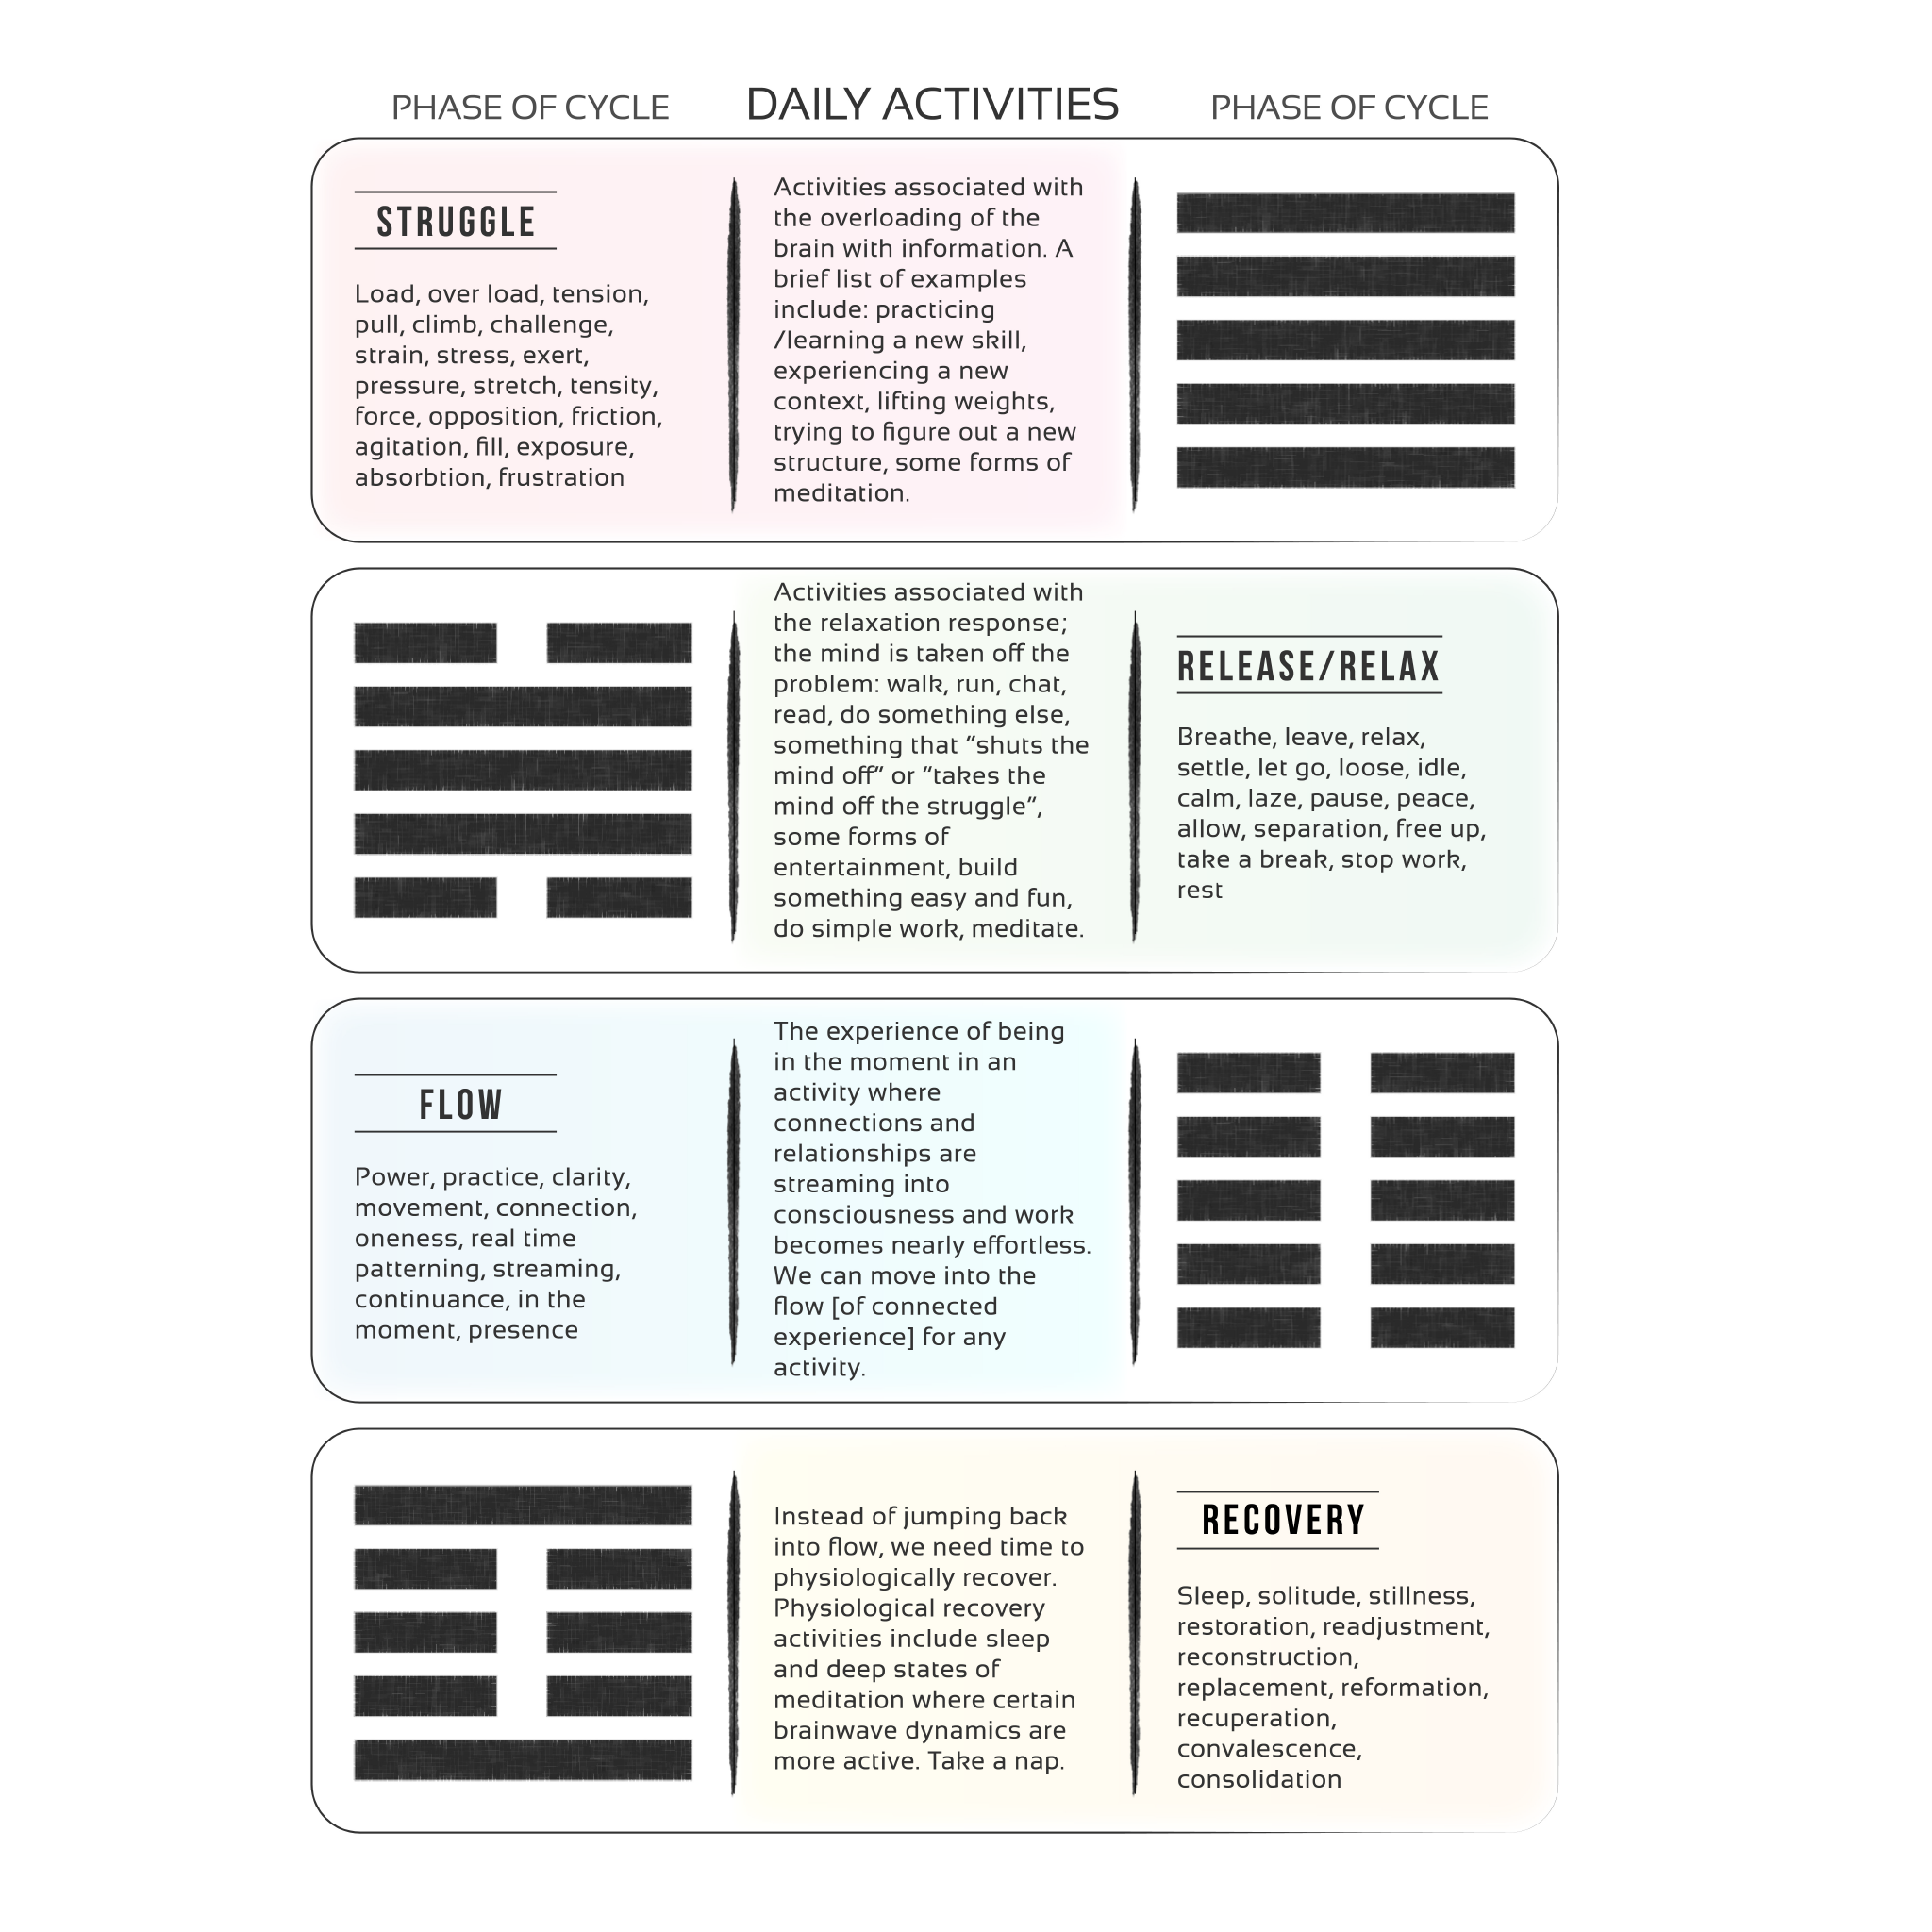 PHASE OF CYCLE
DAILY ACTIVITIES
PHASE OF CYCLE
STRUGGLE
Load, over load, tension,
pull, climb, challenge,
strain, stress, exert,
pressure, stretch, tensity,
force, opposition, friction,
agitation, fill, exposure,
absorbtion, frustration
Activities associated with
the overloading of the
brain with information. A
brief list of examples
include: practicing
/learning a new skill,
experiencing a new
context, lifting weights,
trying to figure out a new
structure, some forms of
meditation.
Activities associated with
the relaxation response;
the mind is taken off the
problem: walk, run, chat,
read, do something else,
something that “shuts the
mind off” or “takes the
mind off the struggle”,
some forms of
entertainment, build
something easy and fun,
do simple work, meditate.
RELEASE/RELAX
Breathe, leave, relax,
settle, let go, loose, idle,
calm, laze, pause, peace,
allow, separation, free up,
take a break, stop work,
rest
FLOW
Power, practice, clarity,
movement, connection,
oneness, real time
patterning, streaming,
continuance, in the
moment, presence
The experience of being
in the moment in an
activity where
connections and
relationships are
streaming into
consciousness and work
becomes nearly effortless.
We can move into the
flow [of connected
experience] for any
activity.
Instead of jumping back
into flow, we need time to
physiologically recover.
Physiological recovery
activities include sleep
and deep states of
meditation where certain
brainwave dynamics are
more active. Take a nap.
RECOVERY
Sleep, solitude, stillness,
restoration, readjustment,
reconstruction,
replacement, reformation,
recuperation,
convalescence,
consolidation